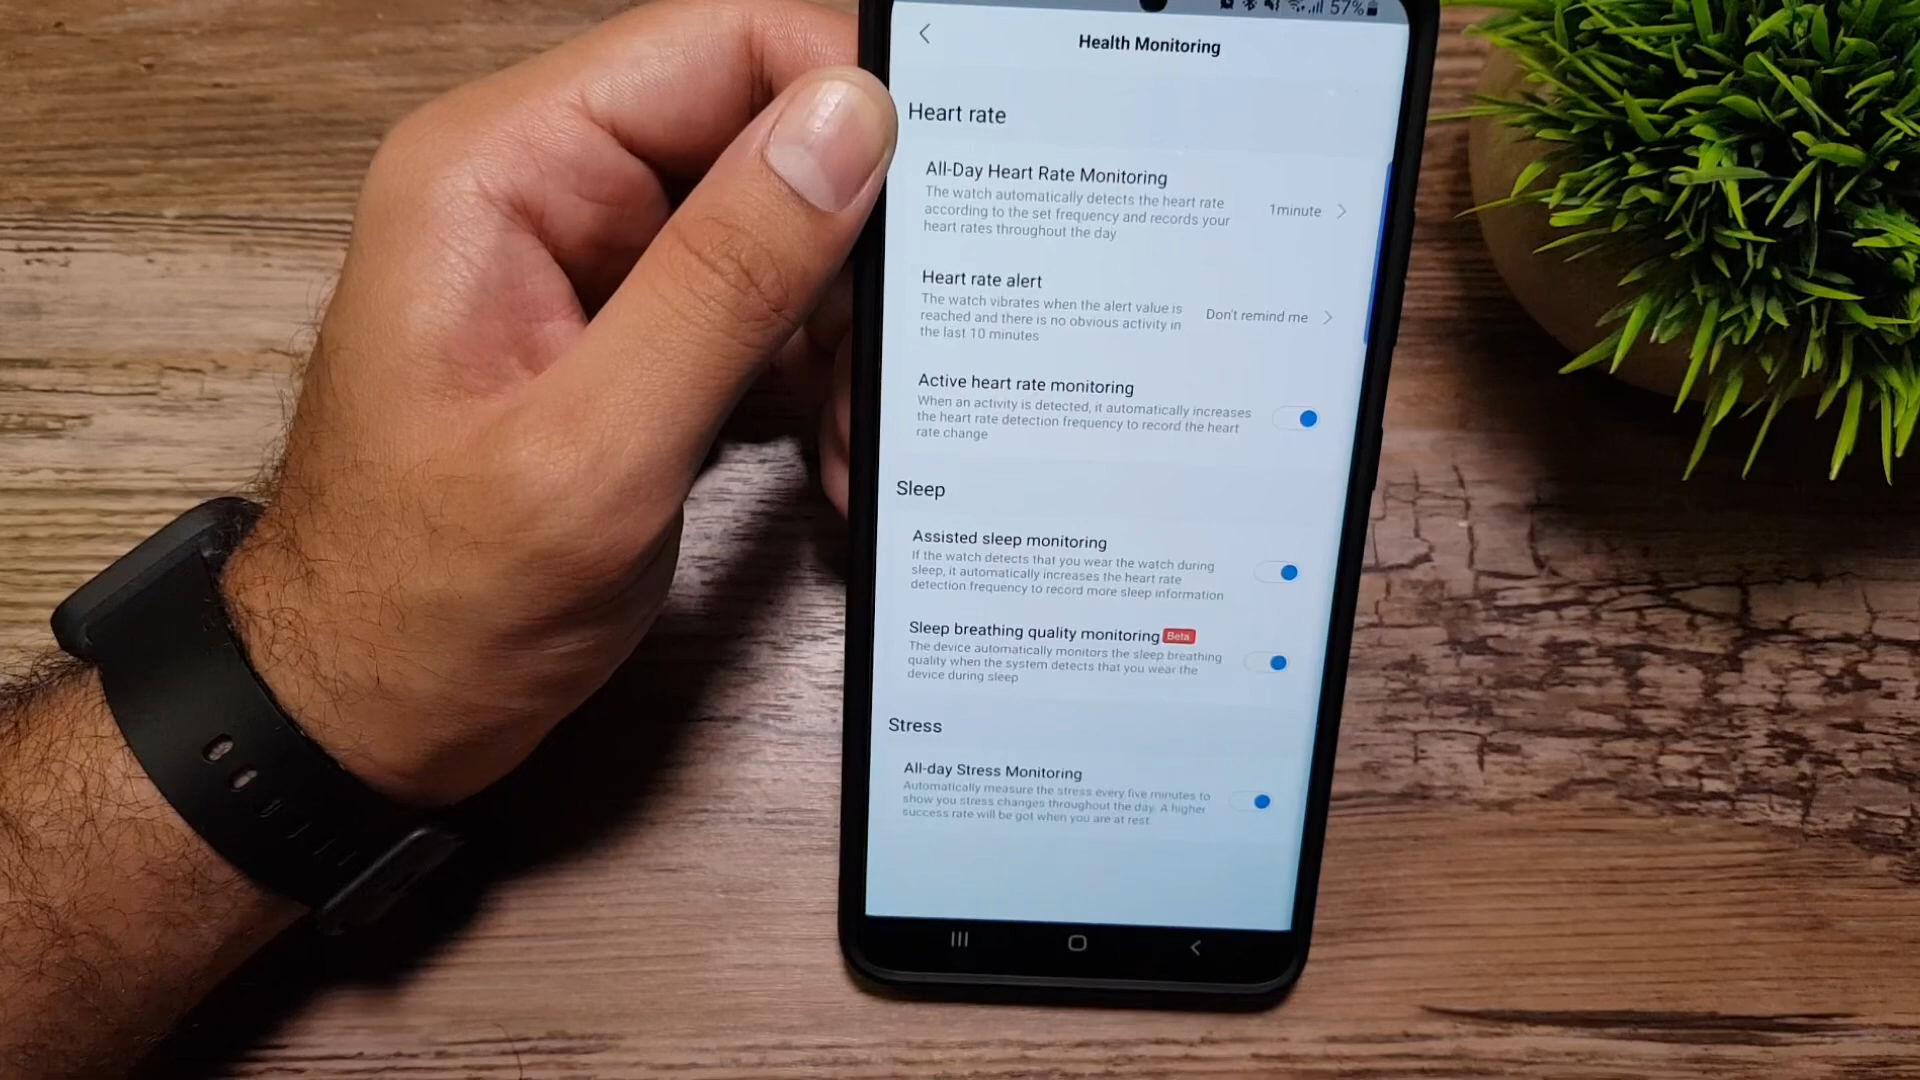 57%
Health Monitoring
Heart rate
All-Day Heart Rate Monitoring
The watch automatically detects the heart rate
according to the set frequency and records your
heart rates throughout the day
1minute
Heart rate alert
The watch vibrates when the alert value is
reached and there is no obvious activity in
the last 10 minutes
Don't remind me
Active heart rate monitoring
When an activity is detected, it automatically increases
the heart rate detection frequency to record the heart
rate change
Sleep
Assisted sleep monitoring
If the watch detects that you wear the watch during
sleep, it automatically increases the heart rate
detection frequency to record more sleep information
Sleep breathing quality monitoring Beta
The device automatically monitors the sleep breathing
quality when the system detects that you wear the
device during sleep
Stress
All-day Stress Monitoring
Automatically measure the stress every five minutes to
show you stress changes throughout the day. A higher
success rate will be got when you are at rest